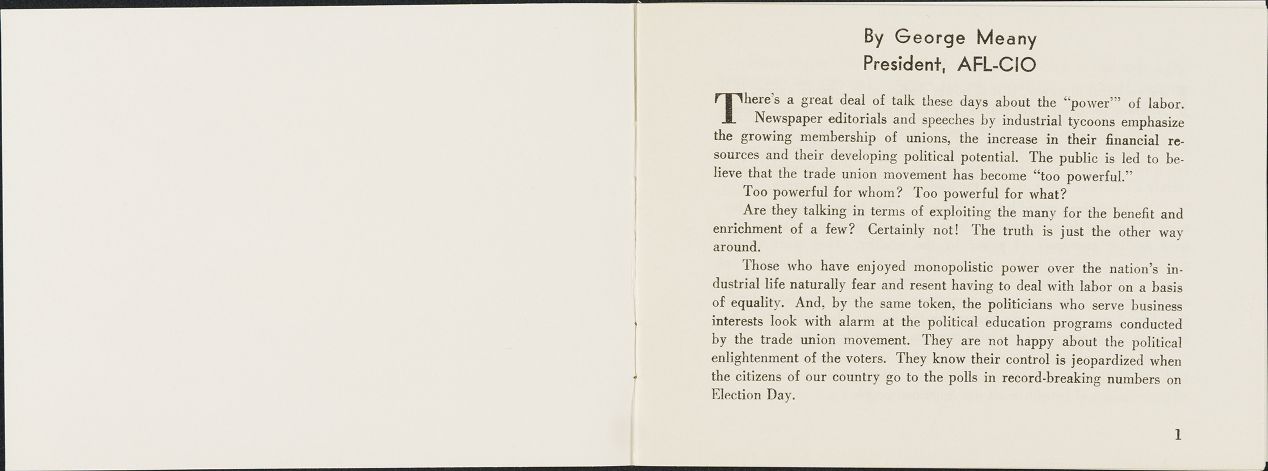 By George Meany
President, AFL-CIO
There's a great deal of talk these days about the “power”’ of labor.
Newspaper editorials and speeches by industrial tycoons emphasize
the growing membership of unions, the increase in their financial re-
sources and their developing political potential. The public is led to be-
lieve that the trade union movement has become “too powerful.”
Too powerful for whom? Too powerful for what?
Are they talking in terms of exploiting the many for the benefit and
enrichment of a few? Certainly not! The truth is just the other way
around.
Those who have enjoyed monopolistic power over the nation's in-
dustrial life naturally fear and resent having to deal with labor on a basis
of equality. And, by the same token, the politicians who serve business
interests look with alarm at the political education programs conducted
by the trade union movement. They are not happy about the political
enlightenment of the voters. They know their control is jeopardized when
the citizens of our country go to the polls in record-breaking numbers on
Election Day.
1